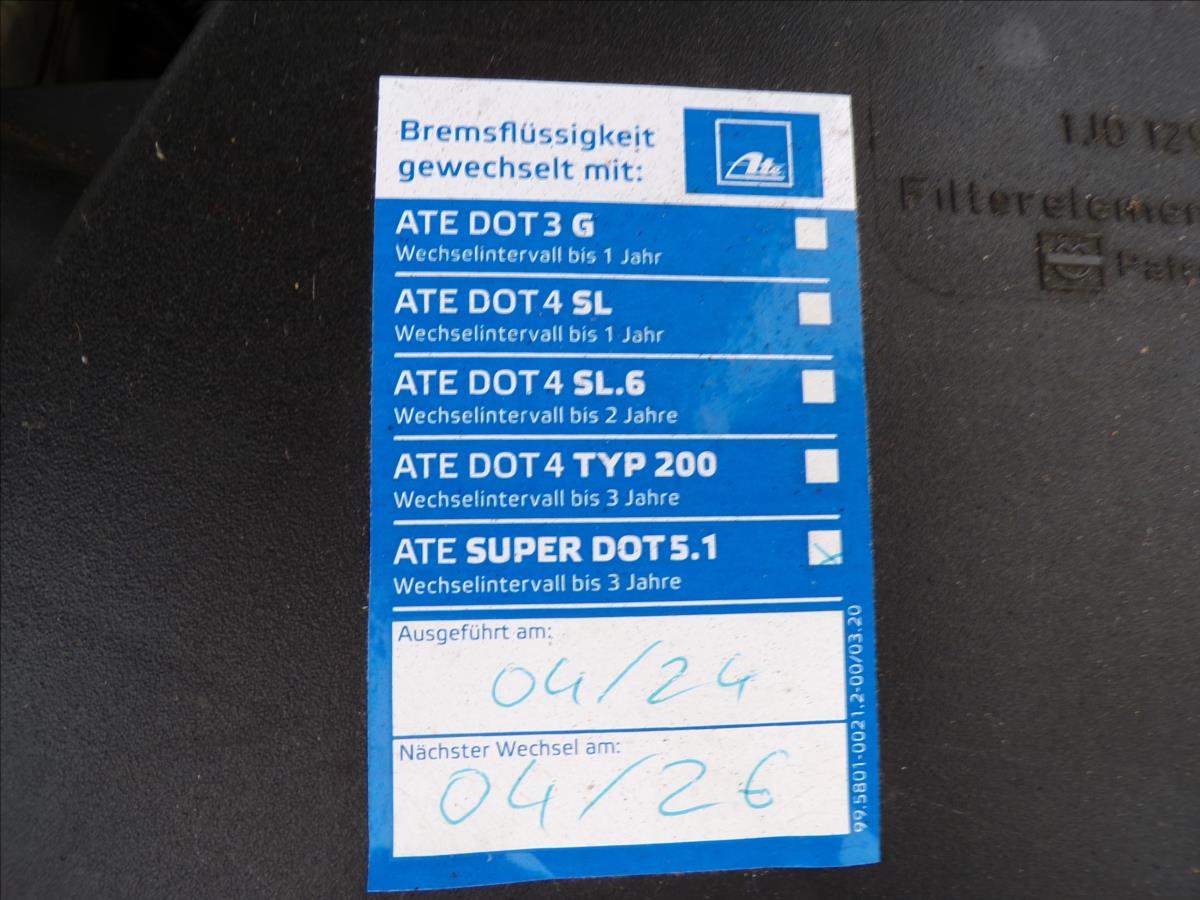 Bremsflüssigkeit
gewechselt mit:
Ate
ATE DOT 3 G
Wechselintervall bis 1 Jahr
ATE DOT 4 SL
Wechselintervall bis 1 Jahr
ATE DOT 4 SL.6
Wechselintervall bis 2 Jahre
ATE DOT 4 TYP 200
Wechselintervall bis 3 Jahre
ATE SUPER DOT 5.1
Wechselintervall bis 3 Jahre
Ausgeführt am:
04/24
Nächster Wechsel am:
04/26
99.5801-0021.2-00/03.20
1J0 129